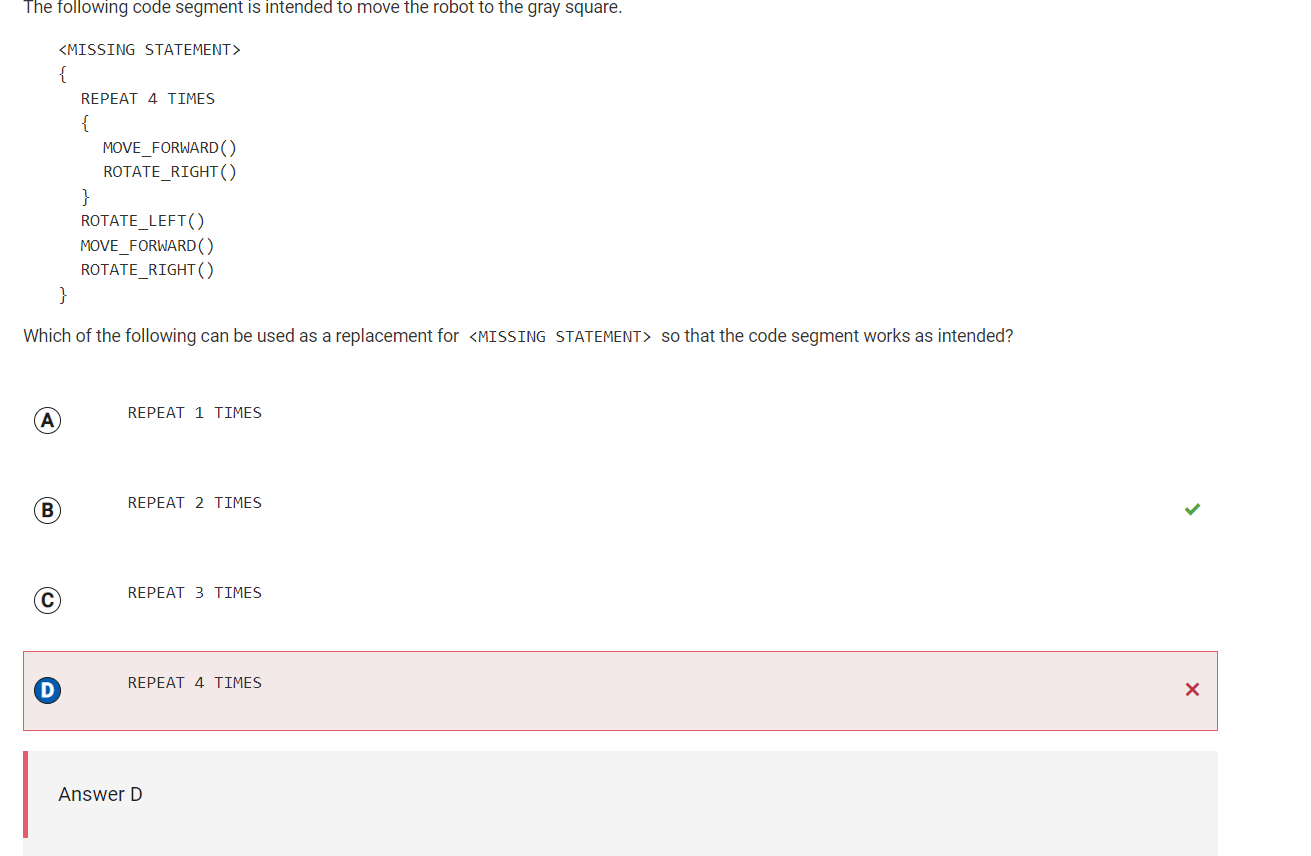 The following code segment is intended to move the robot to the gray square.
<MISSING STATEMENT>
{
REPEAT 4 TIMES
{
MOVE_FORWARD()
ROTATE_RIGHT()
}
ROTATE_LEFT()
MOVE_FORWARD()
ROTATE_RIGHT()
}
Which of the following can be used as a replacement for <MISSING STATEMENT> so that the code segment works as intended?
A REPEAT 1 TIMES
B REPEAT 2 TIMES
C REPEAT 3 TIMES
D REPEAT 4 TIMES
Answer D